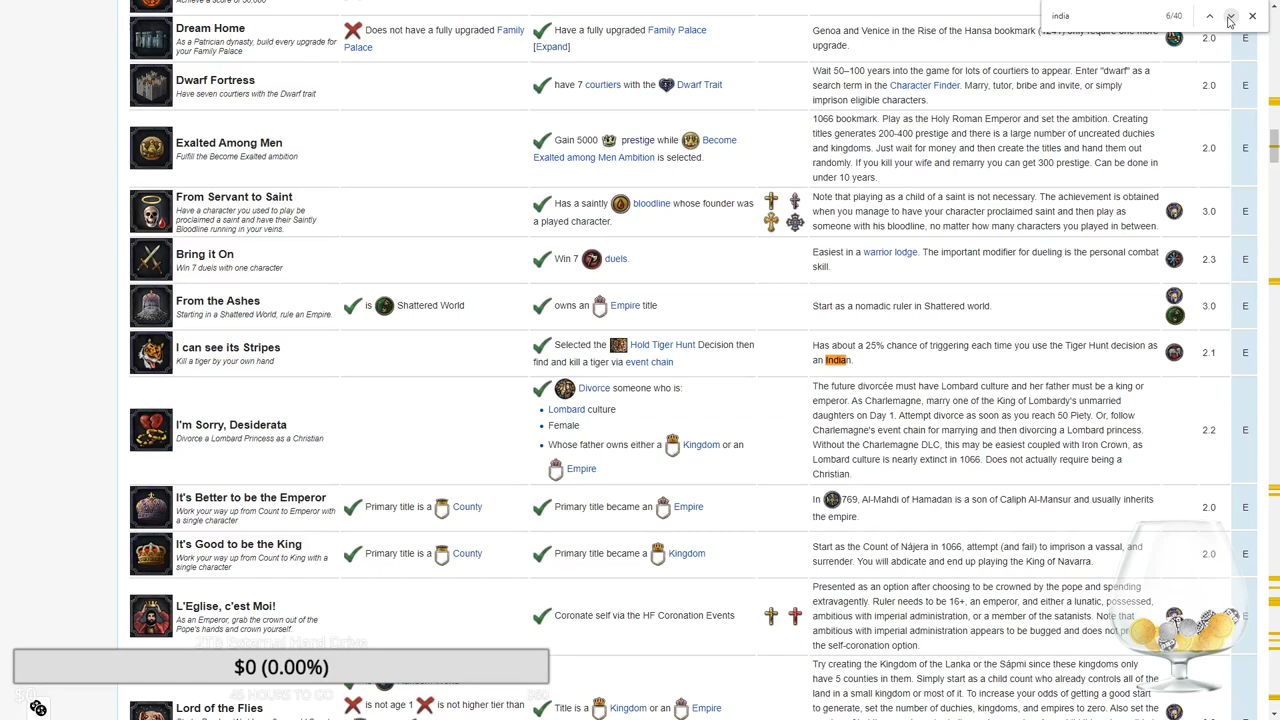 Achieve a score of 50,000
india
6/40
Dream Home
As a Patrician dynasty, build every upgrade for
your Family Palace
Does not have a fully upgraded Family
Palace
Have a fully upgraded Family Palace
Genoa and Venice in the Rise of the Hansa bookmark only require one more
upgrade.
2.0
E
Dwarf Fortress
Have seven courtiers with the Dwarf trait
have 7 courtiers with the Dwarf Trait
Wait 50–100 years into the game for lots of courtiers to appear. Enter "dwarf" as a
search term in the Character Finder. Marry, tutor, bribe and invite, or simply
imprison eligible characters.
2.0
E
Exalted Among Men
Fulfill the Become Exalted ambition
Gain 5000 prestige while Become
Exalted Among Men Ambition is selected.
1066 bookmark. Play as the Holy Roman Emperor and set the ambition. Creating
titles gives 200-400 prestige and there is a large number of uncreated duchies
and kingdoms. Just wait for money and then create the titles and hand them out
randomly. If you kill your wife and remarry you can get 300 prestige. Can be done in
under 10 years.
2.0
E
From Servant to Saint
Have a character you used to play be
proclaimed a saint and have their Saintly
Bloodline running in your veins.
Has a saintly bloodline whose founder was
a played character.
Note that playing as a child of a saint is not necessary. The achievement is obtained
when you manage to have your character proclaimed saint and then play as
someone with his bloodline, no matter how many characters you played in between.
3.0
E
Bring it On
Win 7 duels with one character
Win 7 duels.
Easiest in a warrior lodge. The important modifier for dueling is the personal combat
skill.
2.3
E
From the Ashes
Starting in a Shattered World, rule an Empire.
is Shattered World
owns an Empire title
Start as a nomadic ruler in Shattered world.
3.0
E
I can see its Stripes
Kill a tiger by your own hand
Selected the Hold Tiger Hunt Decision then
find and kill a tiger via event chain
Has about a 25% chance of triggering each time you use the Tiger Hunt decision as
an Indian.
2.1
E
I'm Sorry, Desiderata
Divorce a Lombard Princess as a Christian
Divorce someone who is:
Lombard culture
Female
Whose father owns either a Kingdom or an
Empire
The future divorcée must have Lombard culture and her father must be a king or
emperor. As Charlemagne, marry one of the King of Lombardy's unmarried
daughters on Day 1. Attempt divorce as soon as you reach 50 Piety. Or, follow
Charlemagne's event chain for marrying and then divorcing a Lombard princess.
Without the Charlemagne DLC, this may be easiest coupled with Iron Crown, as
Lombard culture is nearly extinct in 1066. Does not actually require being a
Christian.
2.2
E
It's Better to be the Emperor
Work your way up from Count to Emperor with
a single character
Primary title is a County
Primary title became an Empire
In 769, Al-Mahdi of Hamadan is a son of Caliph Al-Mansur and usually inherits
the empire.
2.0
E
It's Good to be the King
Work your way up from Count to King with a
single character
Primary title is a County
Primary title became a Kingdom
Start as the Count of Nájera in 1066, attempt (and fail) to imprison a vassal, and
surrender. You will abdicate and end up playing the King of Navarra.
2.0
E
L'Eglise, c'est Moi!
As an Emperor, grab the crown out of the
Pope's hands and crown yourself.
Coronate self via the HF Coronation Events
Presented as an option after choosing to be crowned by the pope and spending
extravagently. Ruler needs to be 16+, an emperor, and either a lunatic, possessed,
ambitious with imperial administration, or a member of the satanists. Note that
ambitious with imperial administration appears to be bugged and does not
the self-coronation option.
E
2TB External Hard Drive
$0 (0.00%)
45 HOURS TO GO
$60
Lord of the Flies
is not higher tier than
This is a Kingdom or an Empire
Try creating the Kingdom of the Lanka or the Sápmi since these kingdoms only
have 5 counties in them. Simply start as a child count who already controls all of the
land in a small kingdom or most of it. To increase your odds of getting a good start
to get a count, set the number of duchies, kingdoms and empires to zero. Also set the